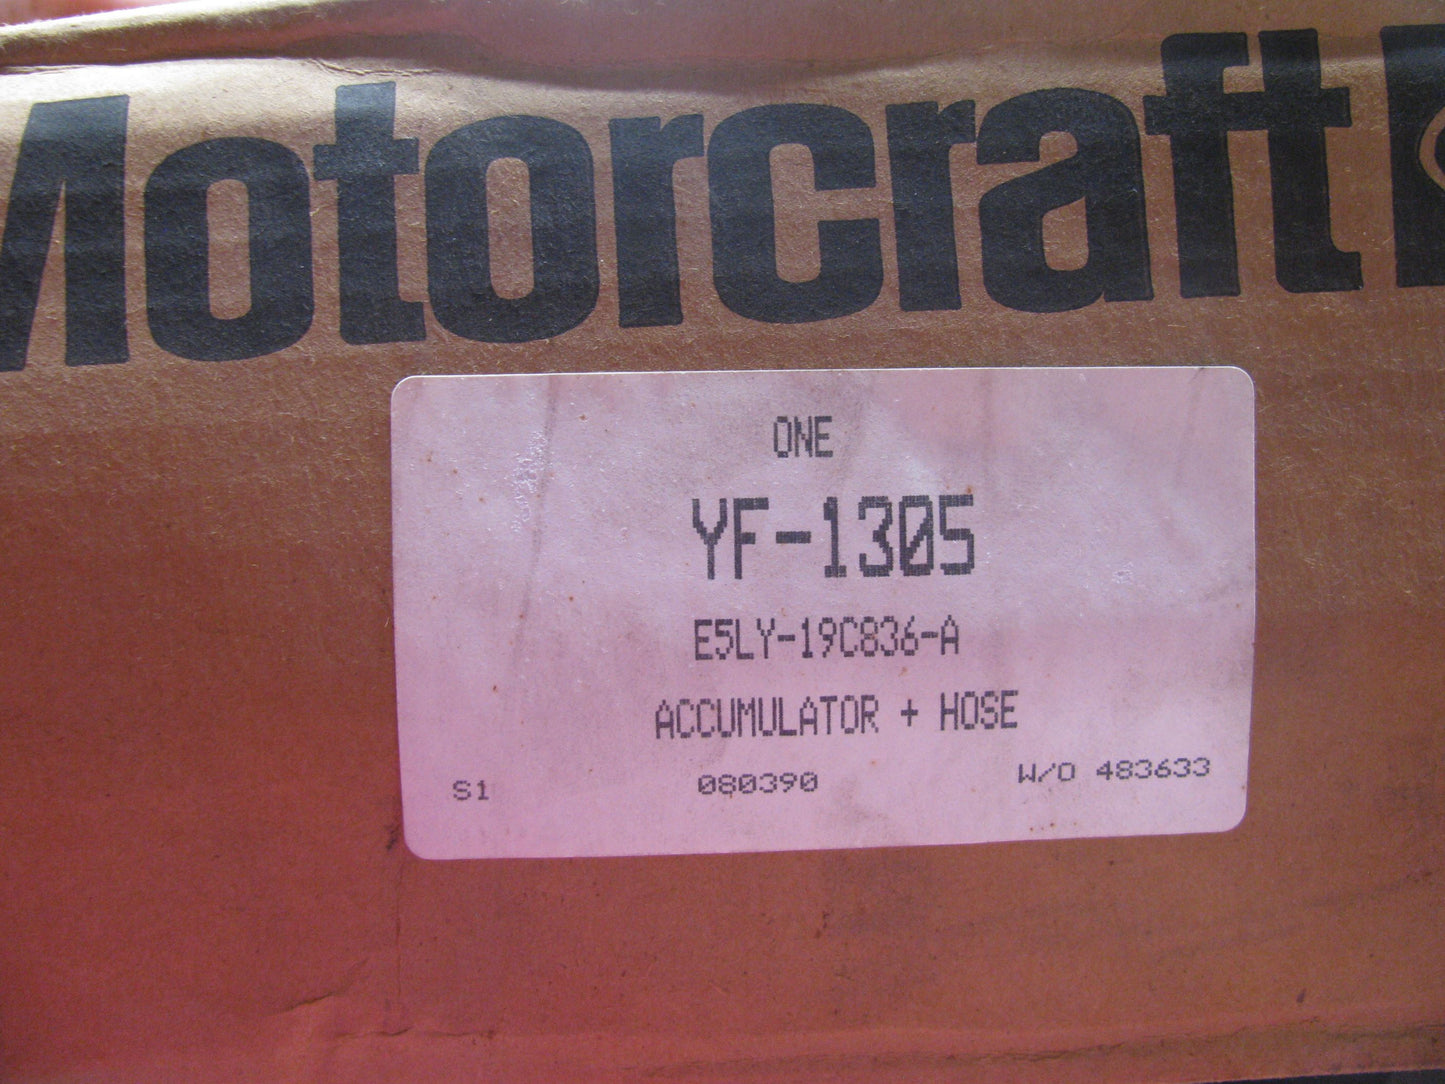 Motorcraft
ONE
YF-1305
E5LY-19C836-A
ACCUMULATOR + HOSE
S1 080390 W/O 483633